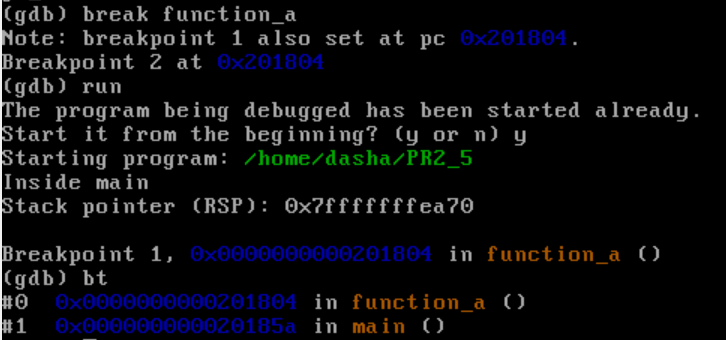 (gdb) break function_a
Note: breakpoint 1 also set at pc 0x201804.
Breakpoint 2 at 0x201804
(gdb) run
The program being debugged has been started already.
Start it from the beginning? (y or n) y
Starting program: /home/dasha/PR2_5
Inside main
Stack pointer (RSP): 0x7fffffffea70
Breakpoint 1, 0x0000000000201804 in function_a ()
(gdb) bt
#0  0x0000000000201804 in function_a ()
#1  0x000000000020185a in main ()